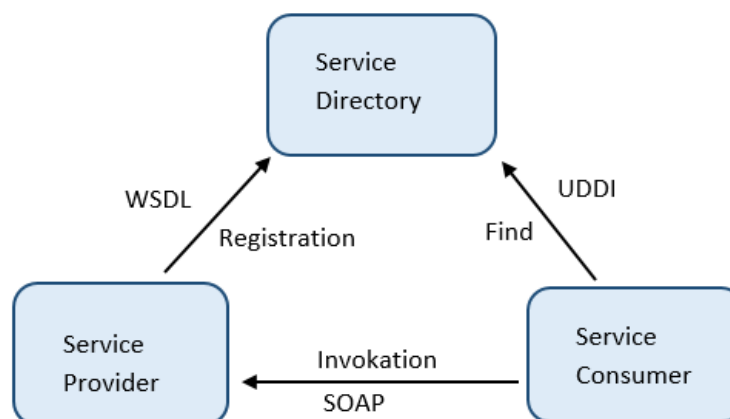 Service
Directory
WSDL
UDDI
Registration
Find
Service
Provider
Invokation
SOAP
Service
Consumer